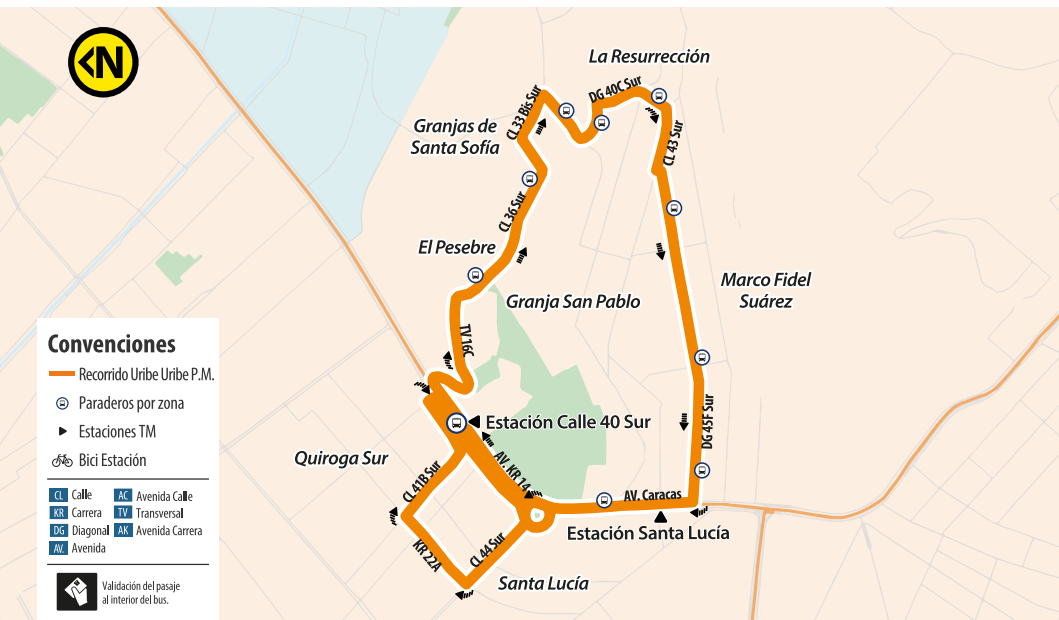 N
La Resurrección
DG 40C Sur
CL 33 Bis Sur
Granjas de
Santa Sofía
CL 43 Sur
CL 36 Sur
El Pesebre
Granja San Pablo
Marco Fidel
Suárez
TV 16C
Estación Calle 40 Sur
DG 45F Sur
Quiroga Sur
CL 41B Sur
AV. KR 14
AV. Caracas
Estación Santa Lucía
KR 22A
CL 44 Sur
Santa Lucía
Convenciones
Recorrido Uribe Uribe P.M.
Paraderos por zona
Estaciones TM
Bici Estación
CL Calle
AC Avenida Calle
KR Carrera
TV Transversal
DG Diagonal
AK Avenida Carrera
AV. Avenida
Validación del pasaje
al interior del bus.